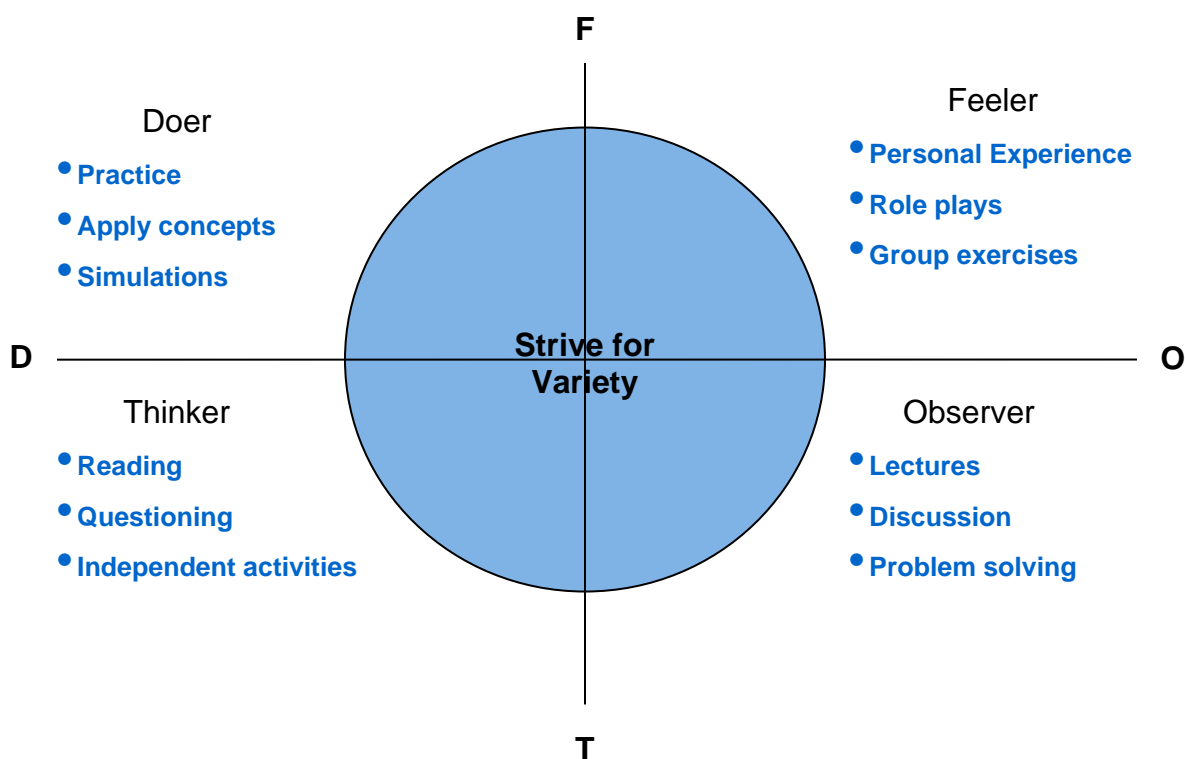 F
Doer
• Practice
• Apply concepts
• Simulations
Feeler
• Personal Experience
• Role plays
• Group exercises
D
Strive for
Variety
O
Thinker
• Reading
• Questioning
• Independent activities
Observer
• Lectures
• Discussion
• Problem solving
T